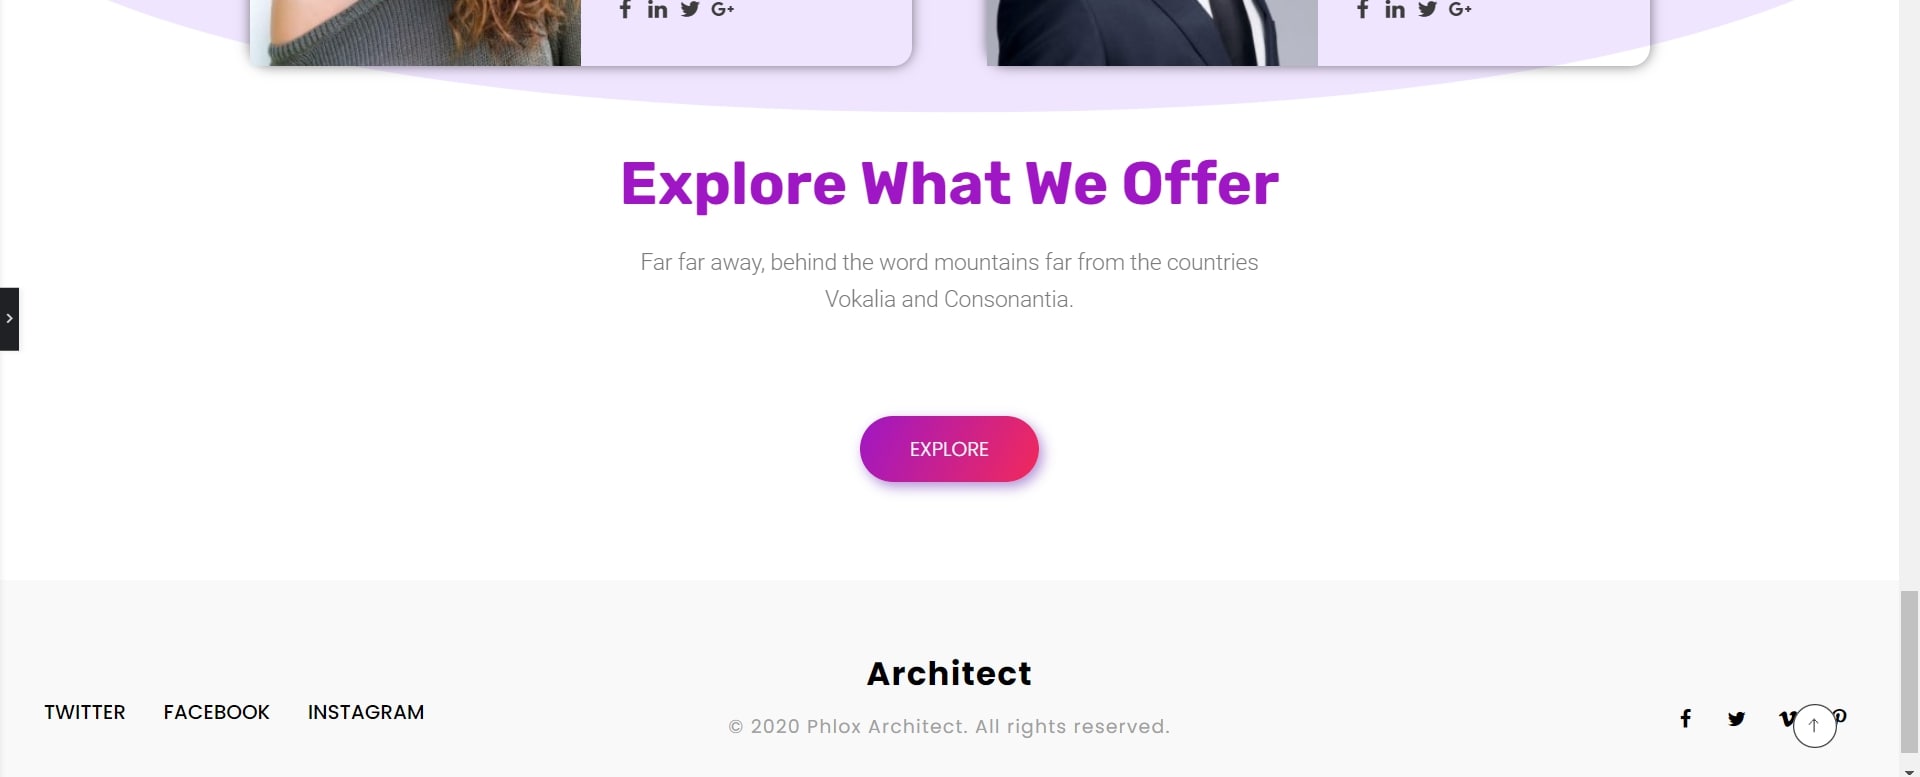 Explore What We Offer
Far far away, behind the word mountains far from the countries
Vokalia and Consonantia.
EXPLORE
Architect
TWITTER FACEBOOK INSTAGRAM
© 2020 Phlox Architect. All rights reserved.